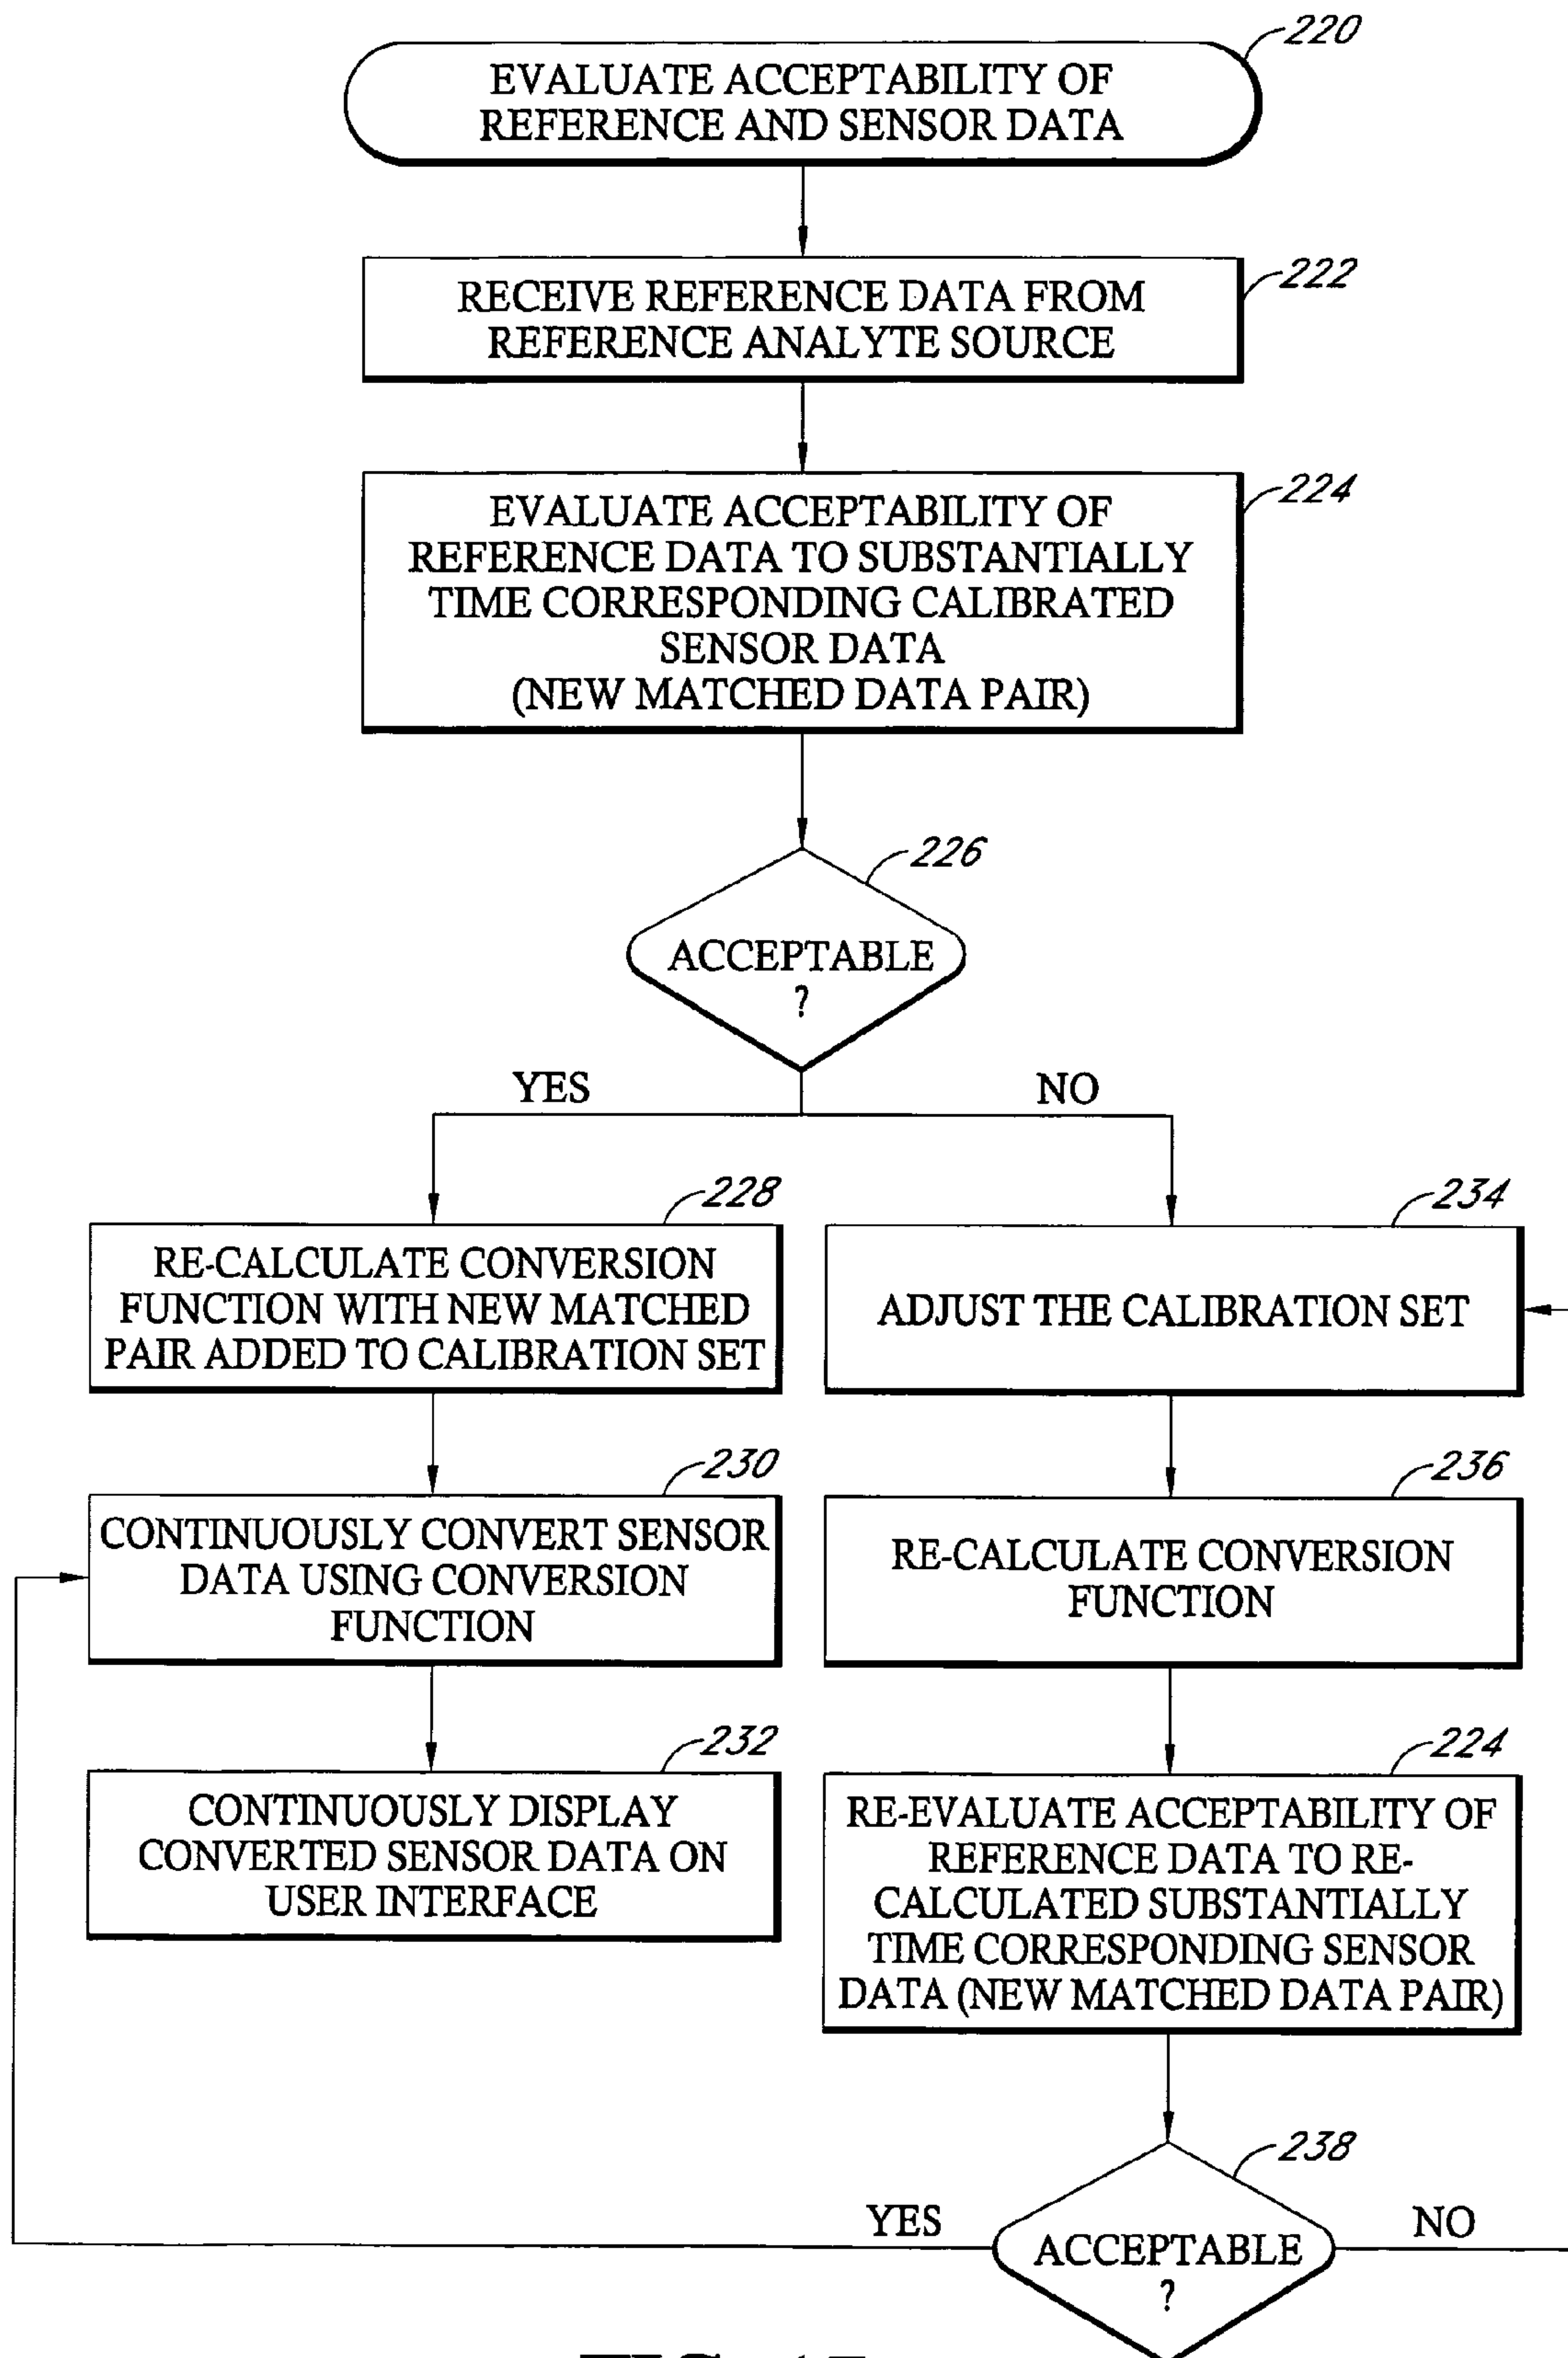 220
EVALUATE ACCEPTABILITY OF
REFERENCE AND SENSOR DATA
222
RECEIVE REFERENCE DATA FROM
REFERENCE ANALYTE SOURCE
224
EVALUATE ACCEPTABILITY OF
REFERENCE DATA TO SUBSTANTIALLY
TIME CORRESPONDING CALIBRATED
SENSOR DATA
(NEW MATCHED DATA PAIR)
226
ACCEPTABLE
?
YES
NO
228
RE-CALCULATE CONVERSION
FUNCTION WITH NEW MATCHED
PAIR ADDED TO CALIBRATION SET
234
ADJUST THE CALIBRATION SET
230
CONTINUOUSLY CONVERT SENSOR
DATA USING CONVERSION
FUNCTION
236
RE-CALCULATE CONVERSION
FUNCTION
232
CONTINUOUSLY DISPLAY
CONVERTED SENSOR DATA ON
USER INTERFACE
224
RE-EVALUATE ACCEPTABILITY OF
REFERENCE DATA TO RE-
CALCULATED SUBSTANTIALLY
TIME CORRESPONDING SENSOR
DATA (NEW MATCHED DATA PAIR)
238
YES
ACCEPTABLE
?
NO